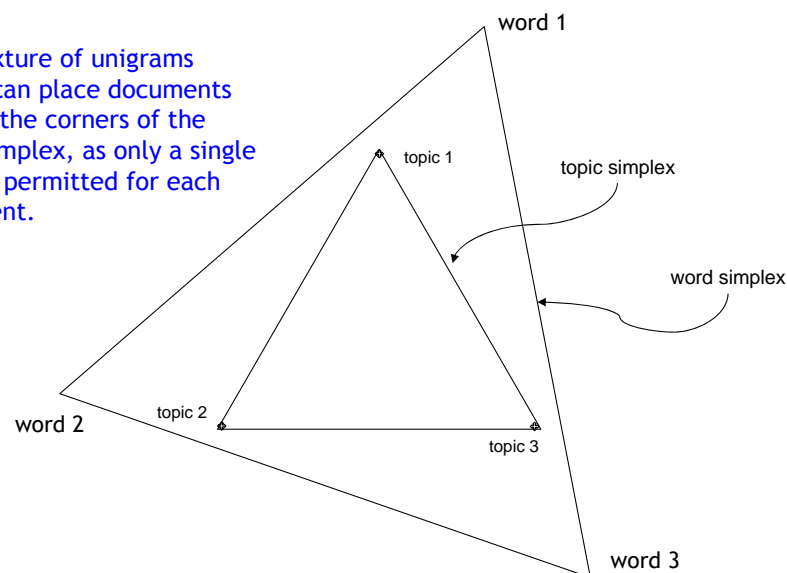 word 1
xture of unigrams
can place documents
the corners of the
mplex, as only a single
permitted for each
ent.
topic 1
topic simplex
word simplex
topic 2
word 2
topic 3
word 3